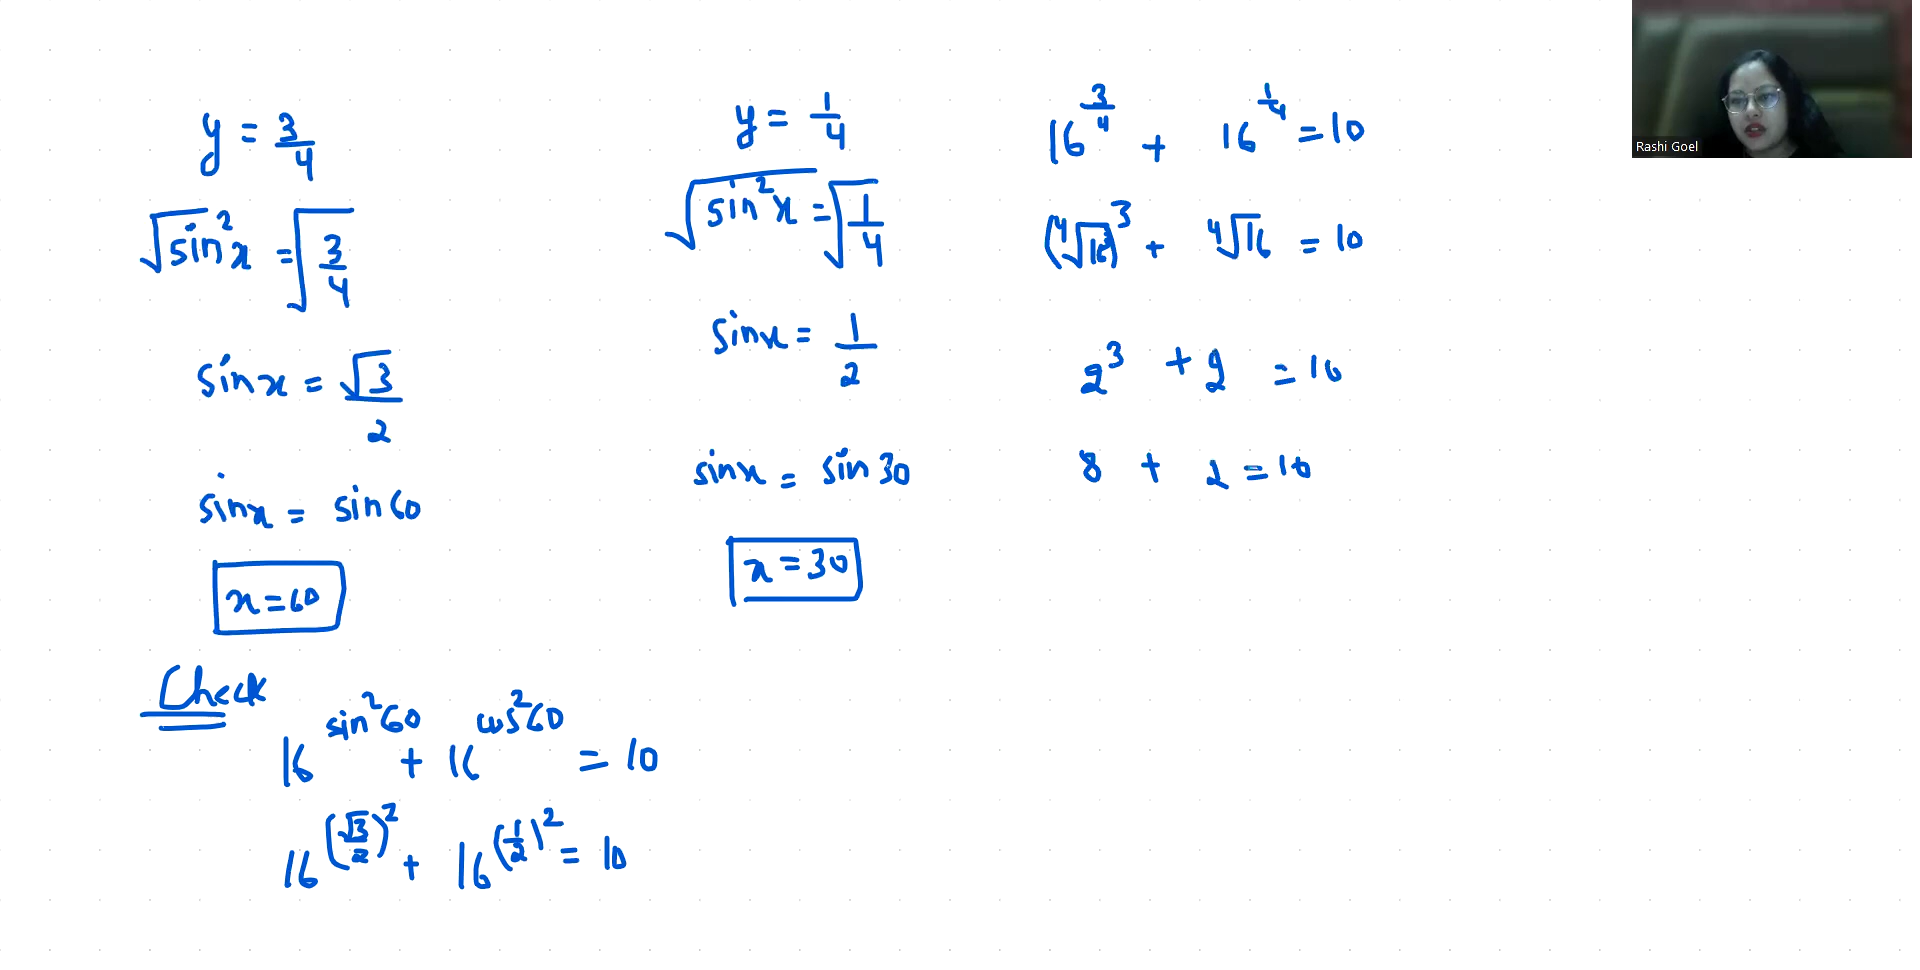 y = 3/4
√sin²x = √3/4
sinx = √3/2
sinx = sin60
x=60
Check
16^sin²60 + 16^cos²60 = 10
16^(√3/2)² + 16^(1/2)² = 10
y = 1/4
√sin²x = √1/4
sinx = 1/2
sinx = sin30
x=30
16^3/4 + 16^1/4 = 10
(⁴√16)³ + ⁴√16 = 10
2³ + 2 = 10
8 + 2 = 10
Rashi Goel